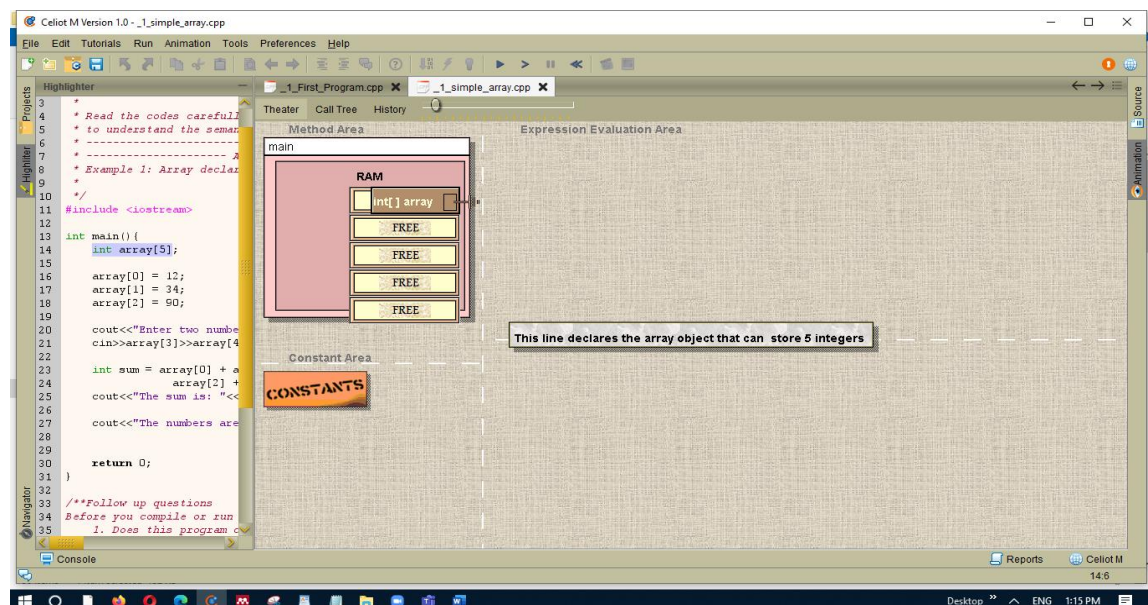 Celiot M Version 1.0 - _1_simple_array.cpp
File Edit Tutorials Run Animation Tools Preferences Help
Highlighter
_1_First_Program.cpp
_1_simple_array.cpp
Theater Call Tree History
Projects
Highliter
Navigator
Source
Animation
3 *
4 * Read the codes carefull
5 * to understand the seman
6 * -----------------------
7 * ----------------------- A
8 * Example 1: Array declar
9 *
10 */
11 #include <iostream>
12
13 int main(){
14 int array[5];
15
16 array[0] = 12;
17 array[1] = 34;
18 array[2] = 90;
19
20 cout<<"Enter two numbe
21 cin>>array[3]>>array[4
22
23 int sum = array[0] + a
24 array[2] +
25 cout<<"The sum is: "<<
26
27 cout<<"The numbers are
28
29
30 return 0;
31 }
32
33 /**Follow up questions
34 Before you compile or run
35 1. Does this program c
Method Area
main
RAM
int[ ] array
FREE
FREE
FREE
FREE
Expression Evaluation Area
This line declares the array object that can store 5 integers
Constant Area
CONSTANTS
Console
Reports
Celiot M
14:6
Desktop
ENG
1:15 PM